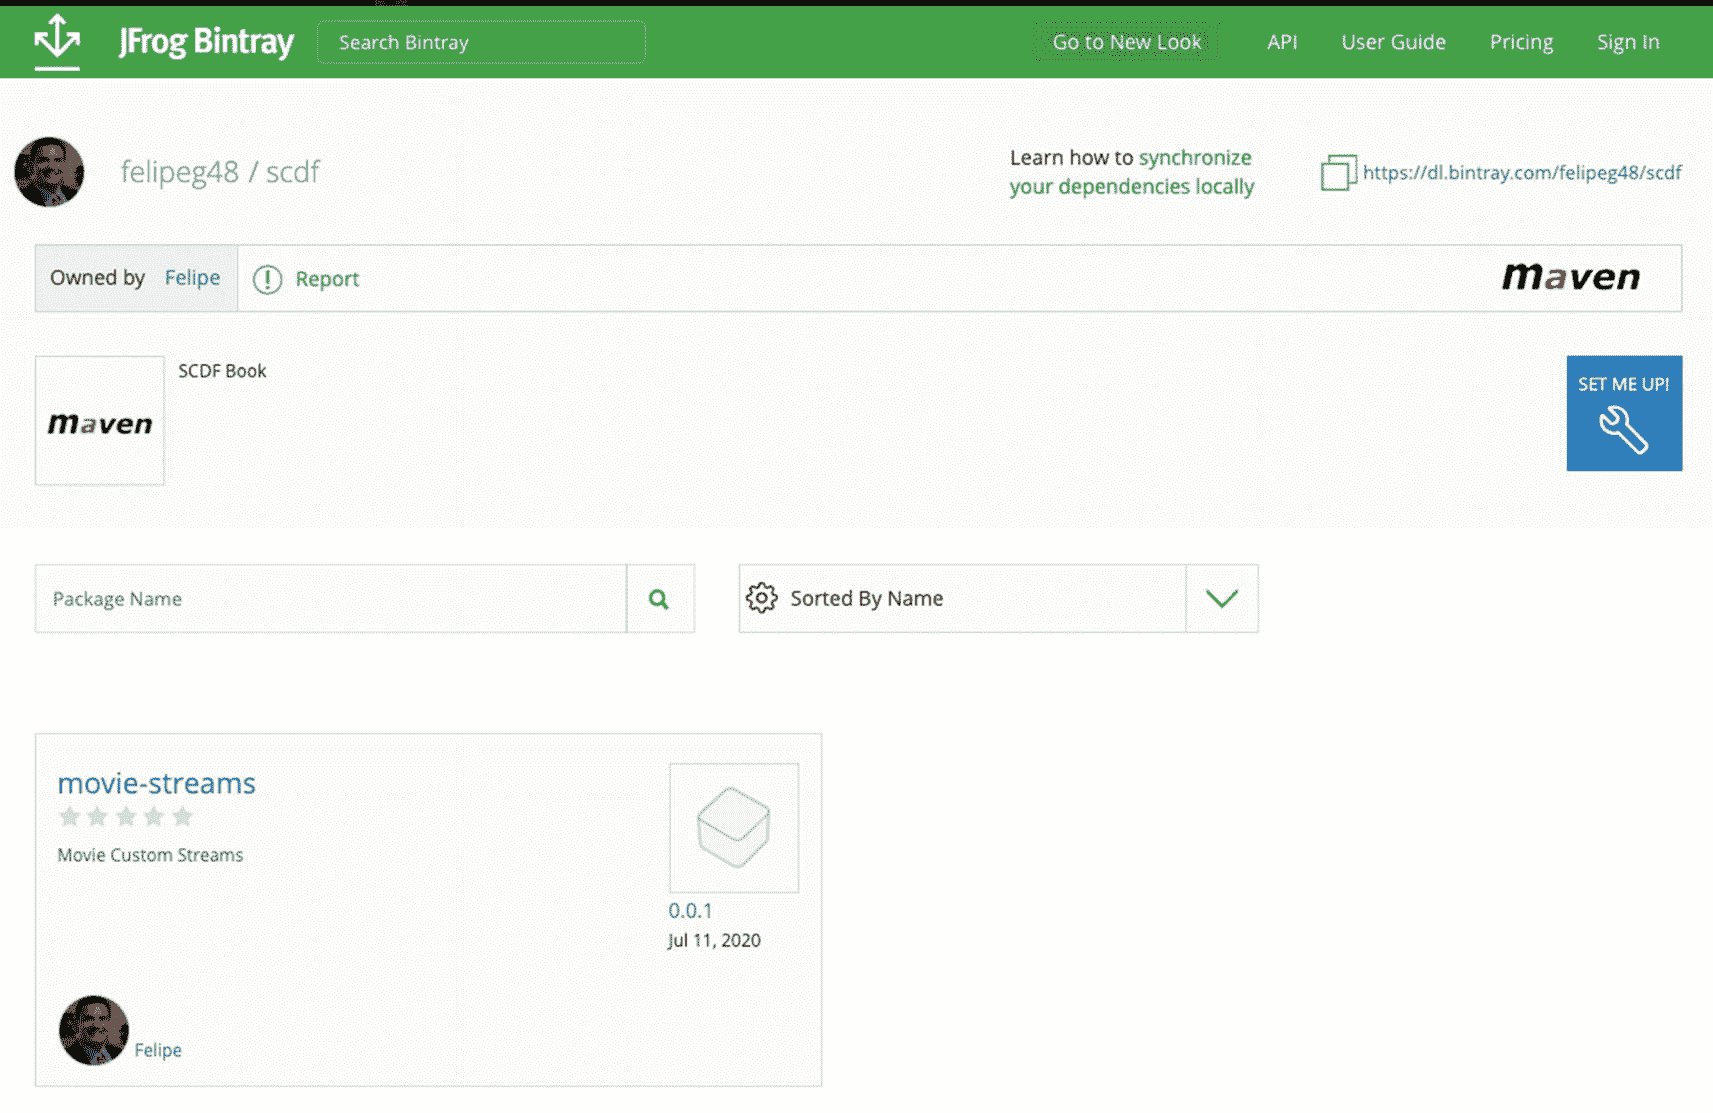 JFrog Bintray
Search Bintray
Go to New Look
API
User Guide
Pricing
Sign In
felipeg48 / scdf
Learn how to synchronize
your dependencies locally
https://dl.bintray.com/felipeg48/scdf
Owned by Felipe
Report
maven
maven
SCDF Book
SET ME UP!
Package Name
Sorted By Name
movie-streams
Movie Custom Streams
0.0.1
Jul 11, 2020
Felipe